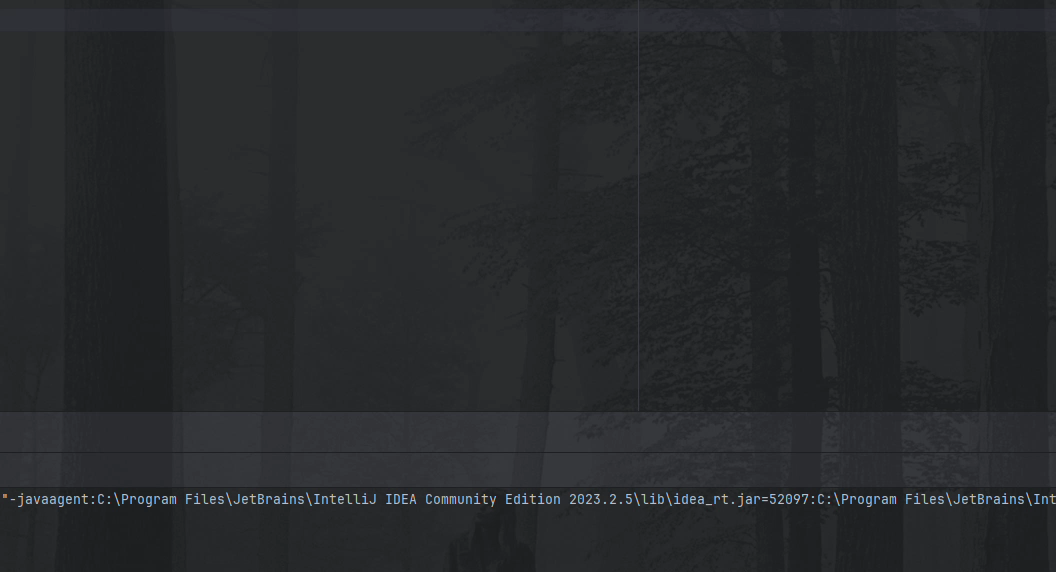 "-javaagent:C:\Program Files\JetBrains\IntelliJ IDEA Community Edition 2023.2.5\lib\idea_rt.jar=52097:C:\Program Files\JetBrains\Int